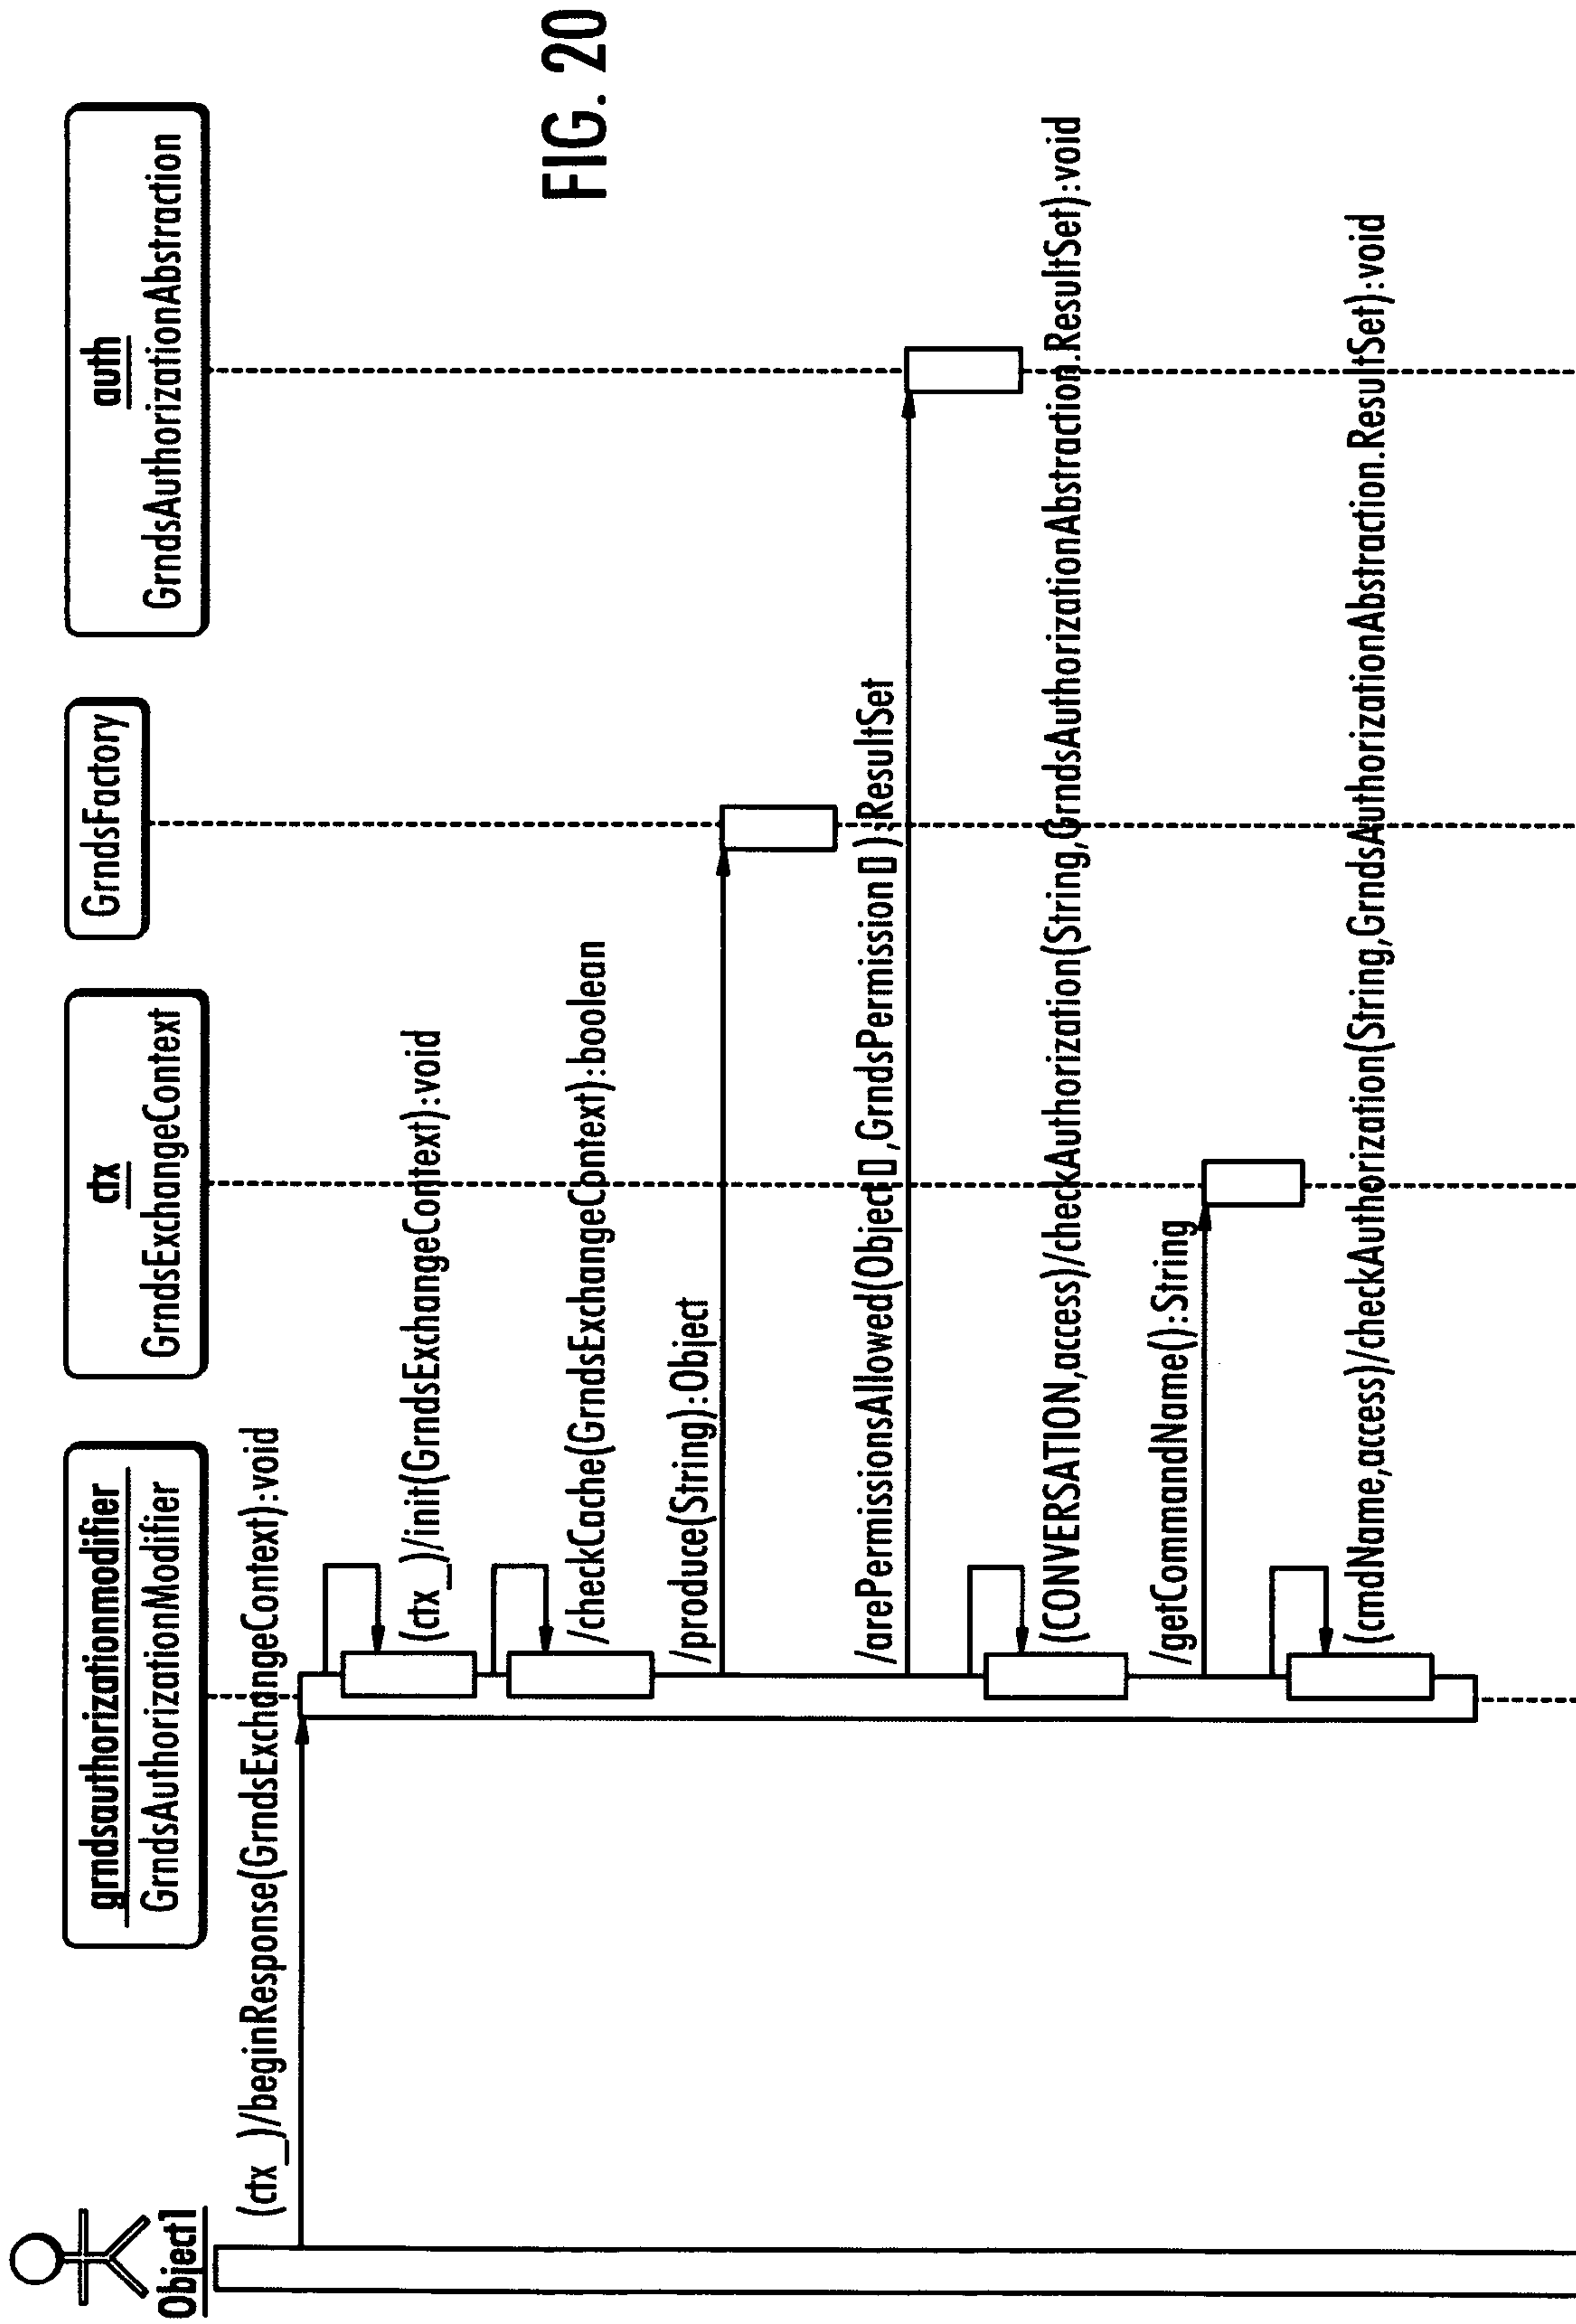 Object1
grndsauthorizationmodifier
GrndsAuthorizationModifier
ctx
GrndsExchangeContext
GrndsFactory
auth
GrndsAuthorizationAbstraction
(ctx_)/beginResponse(GrndsExchangeContext):void
(ctx_)/init(GrndsExchangeContext):void
/checkCache(GrndsExchangeContext):boolean
/produce(String):Object
/arePermissionsAllowed(Object[],GrndsPermission[]):ResultSet
(CONVERSATION,access)/checkAuthorization(String,GrndsAuthorizationAbstraction.ResultSet):void
/getCommandName():String
(cmdName,access)/checkAuthorization(String,GrndsAuthorizationAbstraction.ResultSet):void
FIG. 20